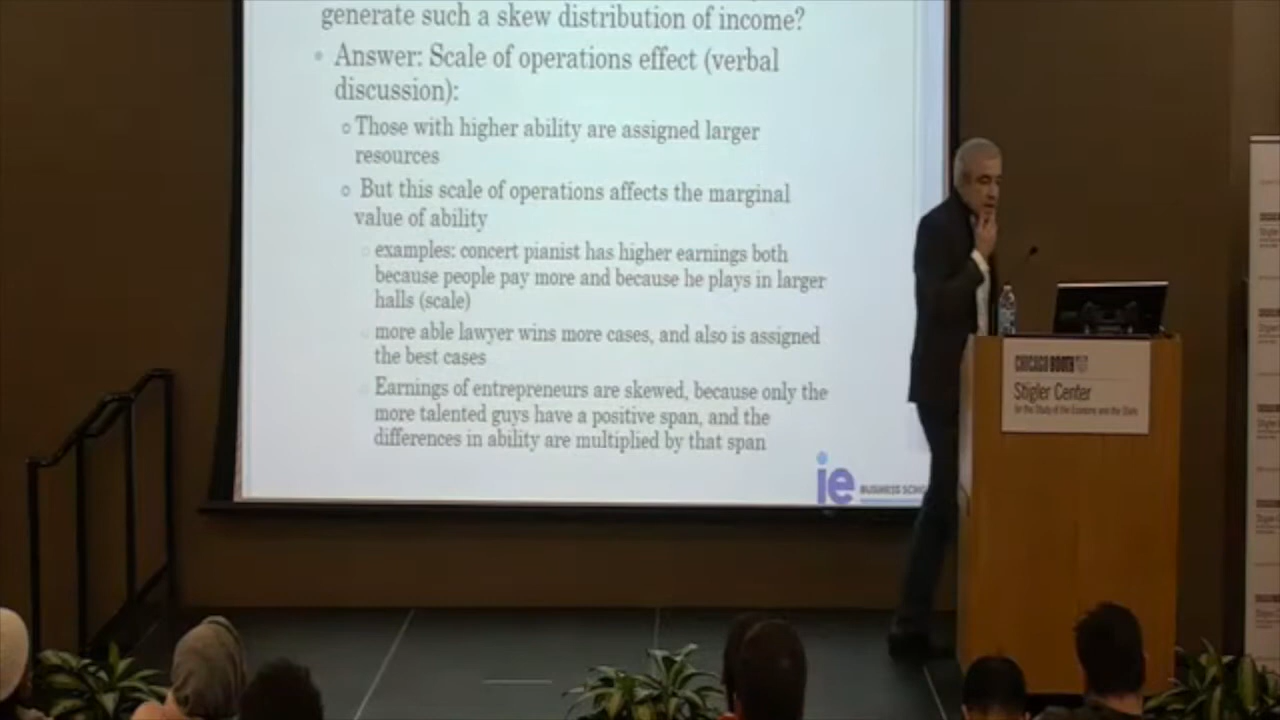 generate such a skew distribution of income?
• Answer: Scale of operations effect (verbal
discussion):
○ Those with higher ability are assigned larger
resources
○ But this scale of operations affects the marginal
value of ability
○ examples: concert pianist has higher earnings both
because people pay more and because he plays in larger
halls (scale)
○ more able lawyer wins more cases, and also is assigned
the best cases
○ Earnings of entrepreneurs are skewed, because only the
more talented guys have a positive span, and the
differences in ability are multiplied by that span
ie BUSINESS
CHICAGO BOOTH
Stigler Center
for the Study of the Economy and the State